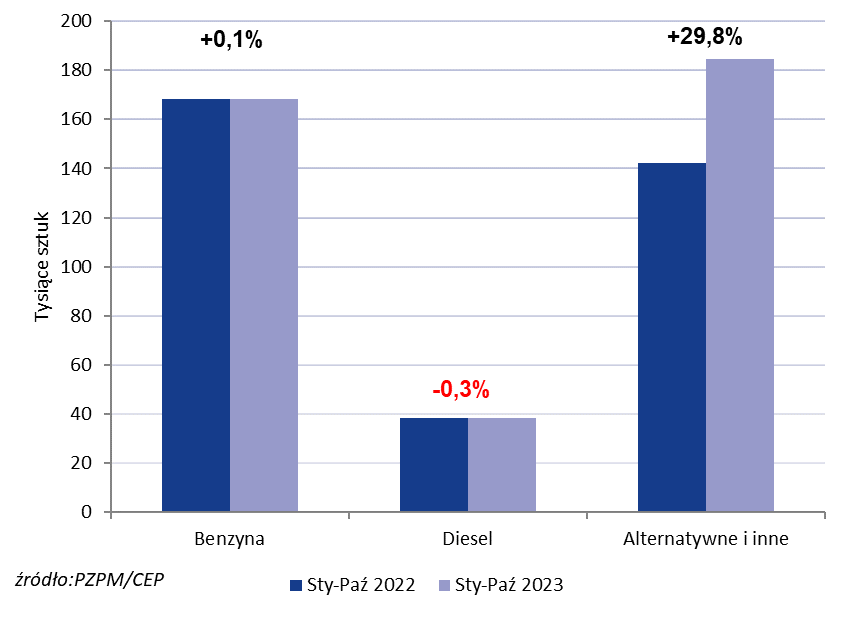 200
180
160
140
120
100
80
60
40
20
0
Tysiące sztuk
+0,1%
-0,3%
+29,8%
Benzyna
Diesel
Alternatywne i inne
źródło:PZPM/CEP
Sty-Paź 2022
Sty-Paź 2023